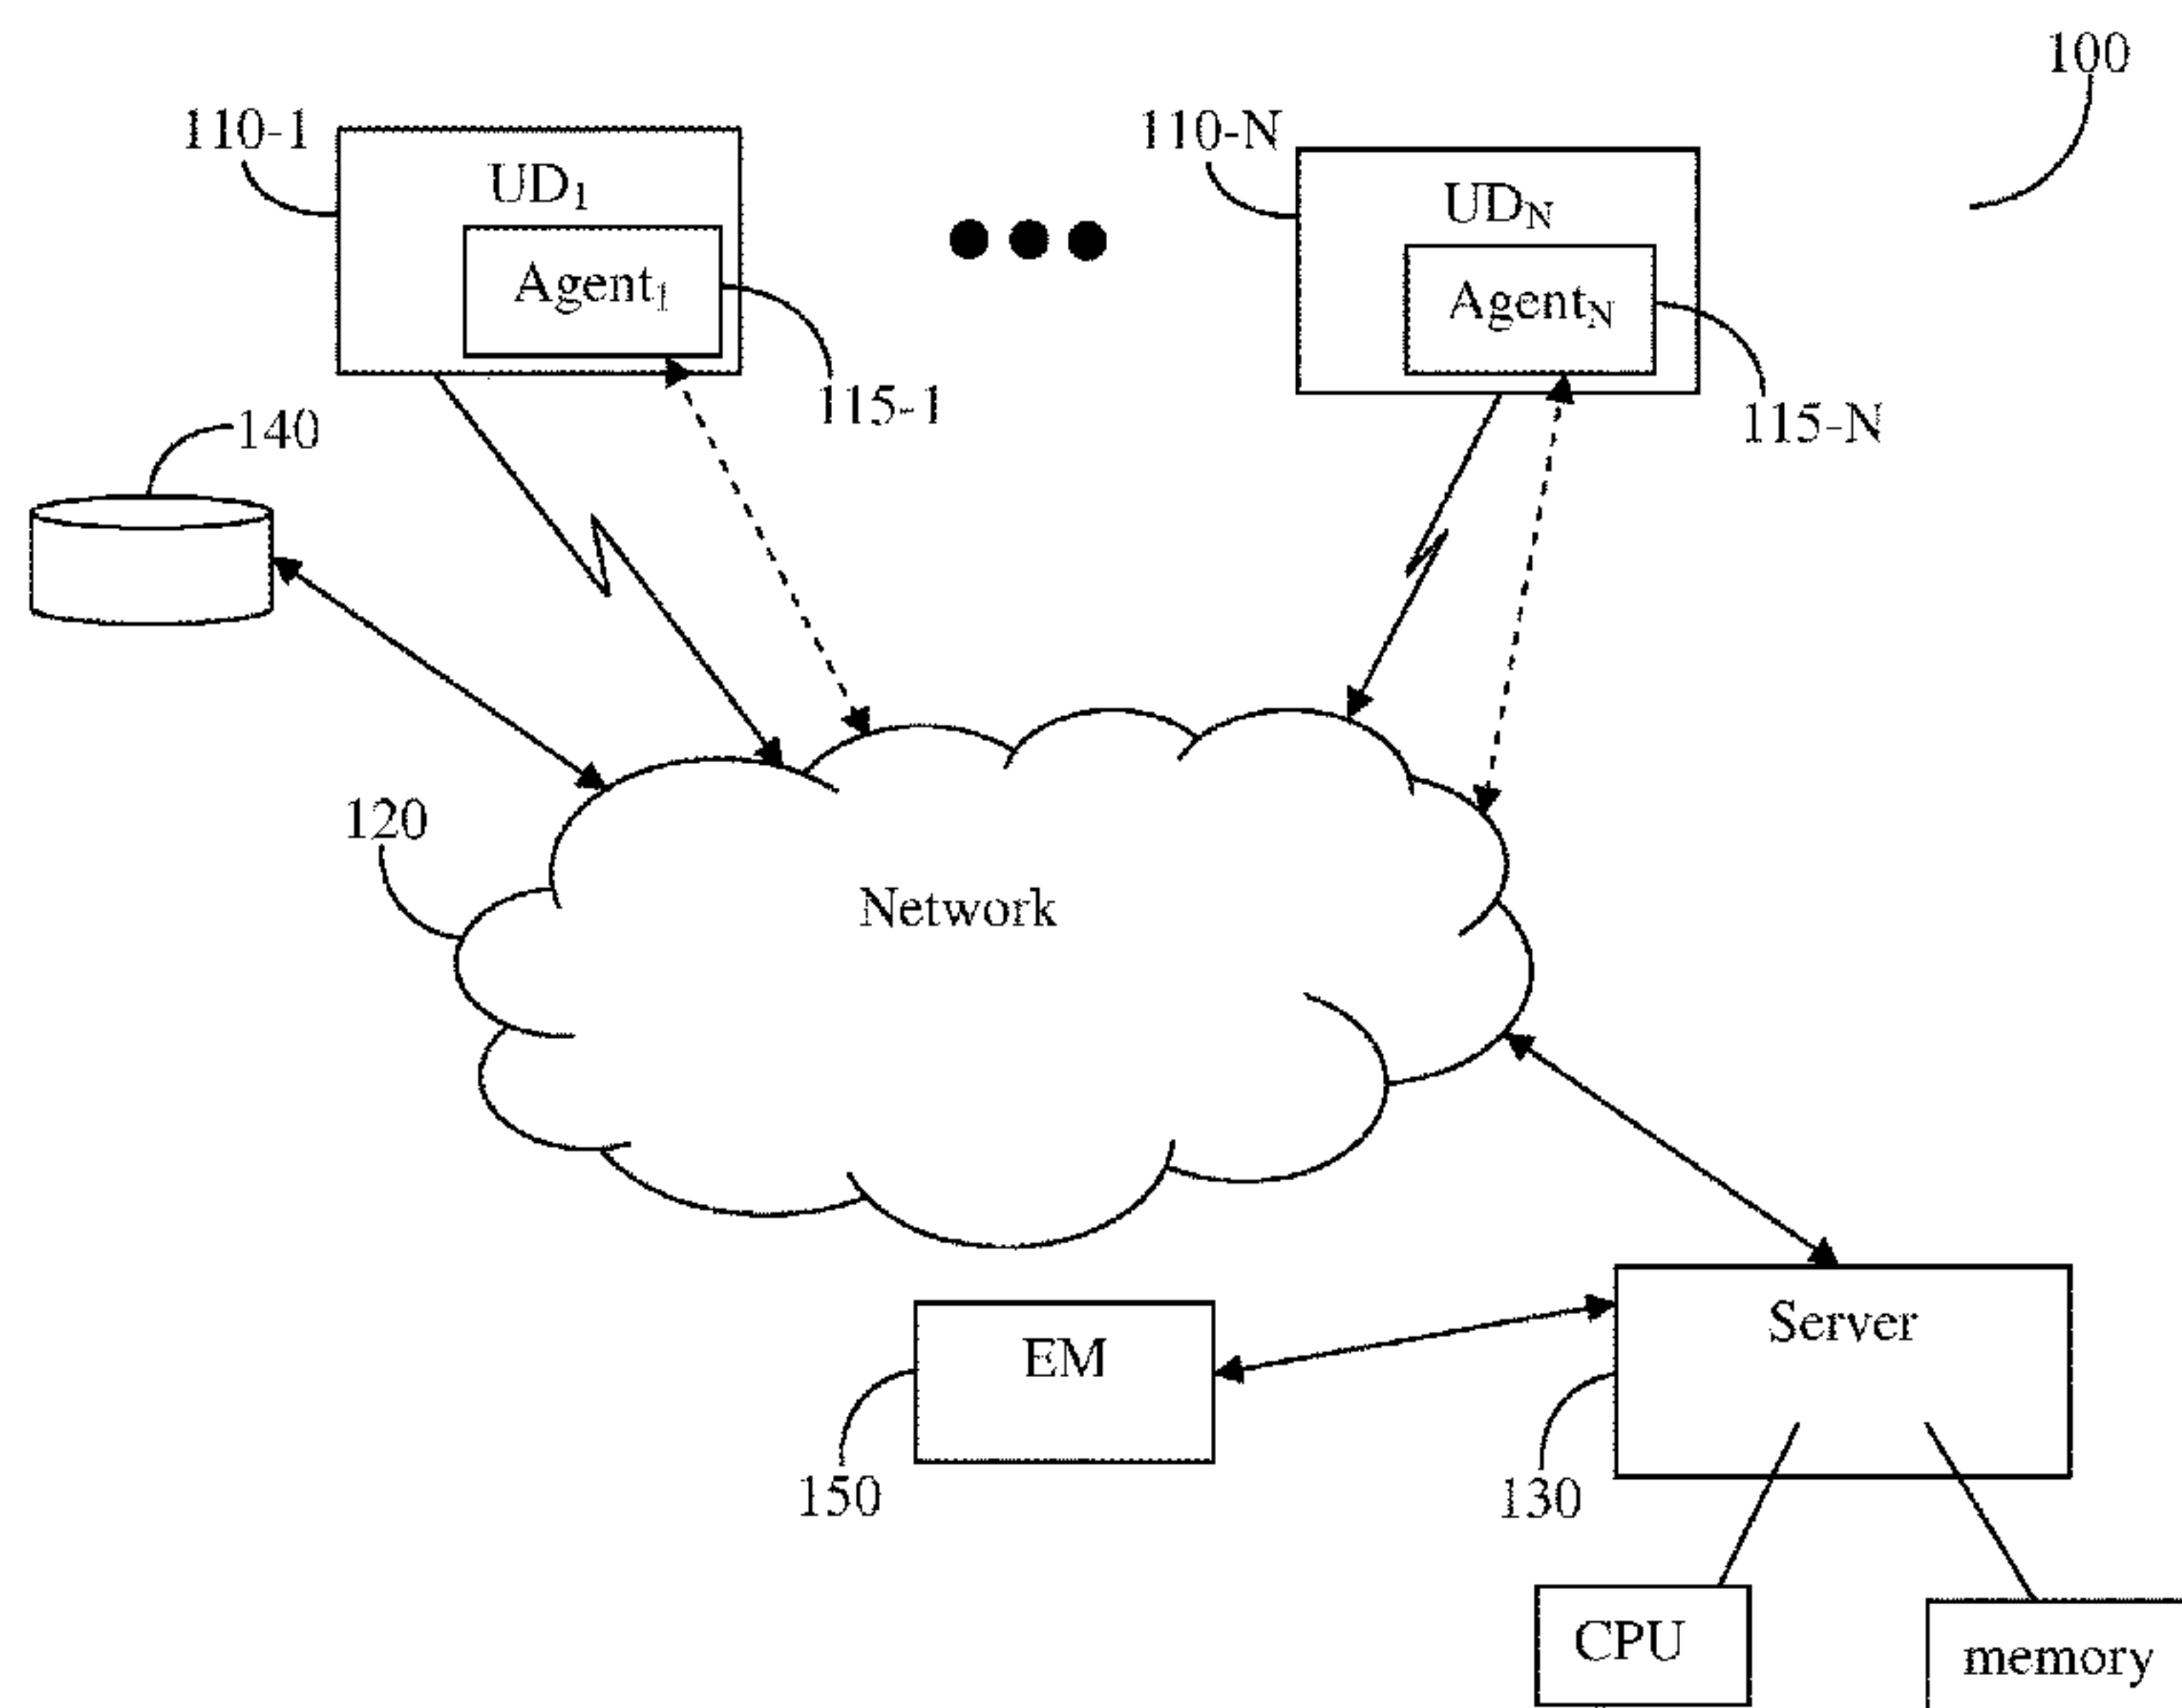 100
110-1
110-N
UD1
UDN
Agent1
AgentN
115-1
115-N
140
120
Network
Server
EM
150
130
CPU
memory